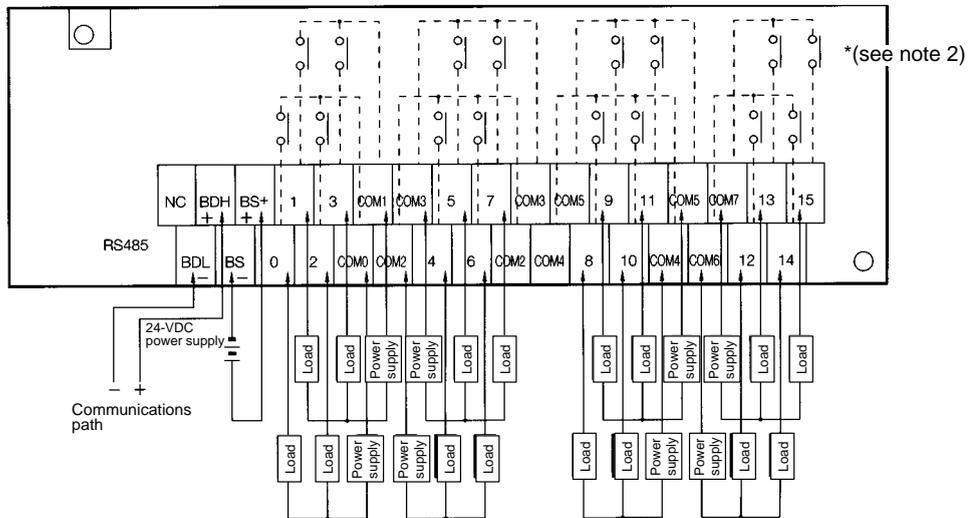 *(see note 2)
NC BDH + BS+ 1 3 COM1 COM3 5 7 COM3 COM5 9 11 COM5 COM7 13 15
RS485
BDL − BS − 0 2 COM0 COM2 4 6 COM2 COM4 8 10 COM4 COM6 12 14
24-VDC
power supply
− +
Communications
path
Load Load Power supply Power supply Load Load Load Load Power supply Power supply Load Load
Load Load Power supply Power supply Load Load Load Load Power supply Power supply Load Load